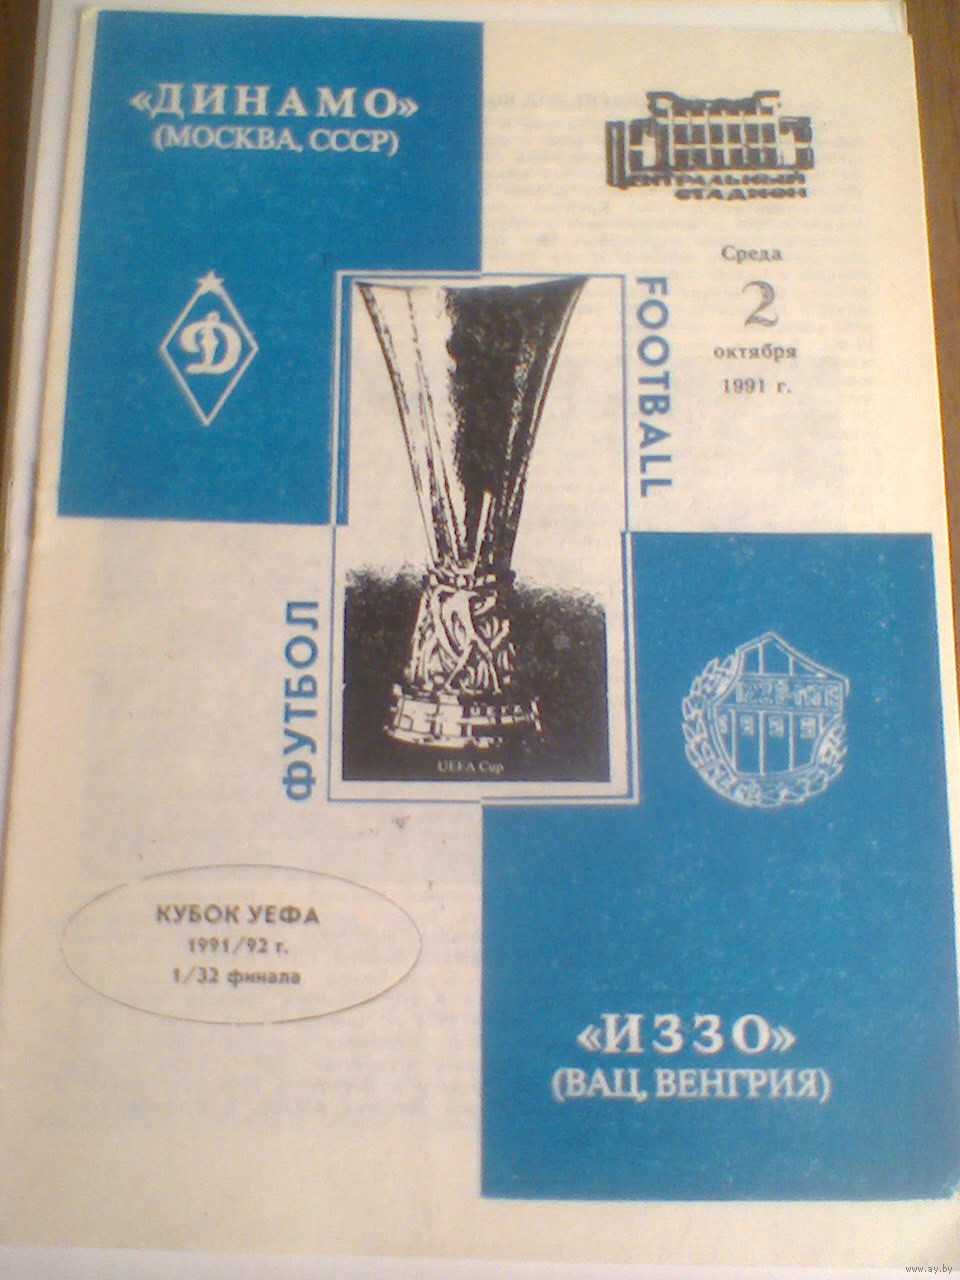 «ДИНАМО»
(МОСКВА, СССР)
ЦЕНТРАЛЬНЫЙ
СТАДИОН
Среда
2
октября
1991 г.
FOOTBALL
ФУТБОЛ
UEFA
UEFA Cup
КУБОК УЕФА
1991/92 г.
1/32 финала
«ИЗЗО»
(ВАЦ, ВЕНГРИЯ)
www.ay.by